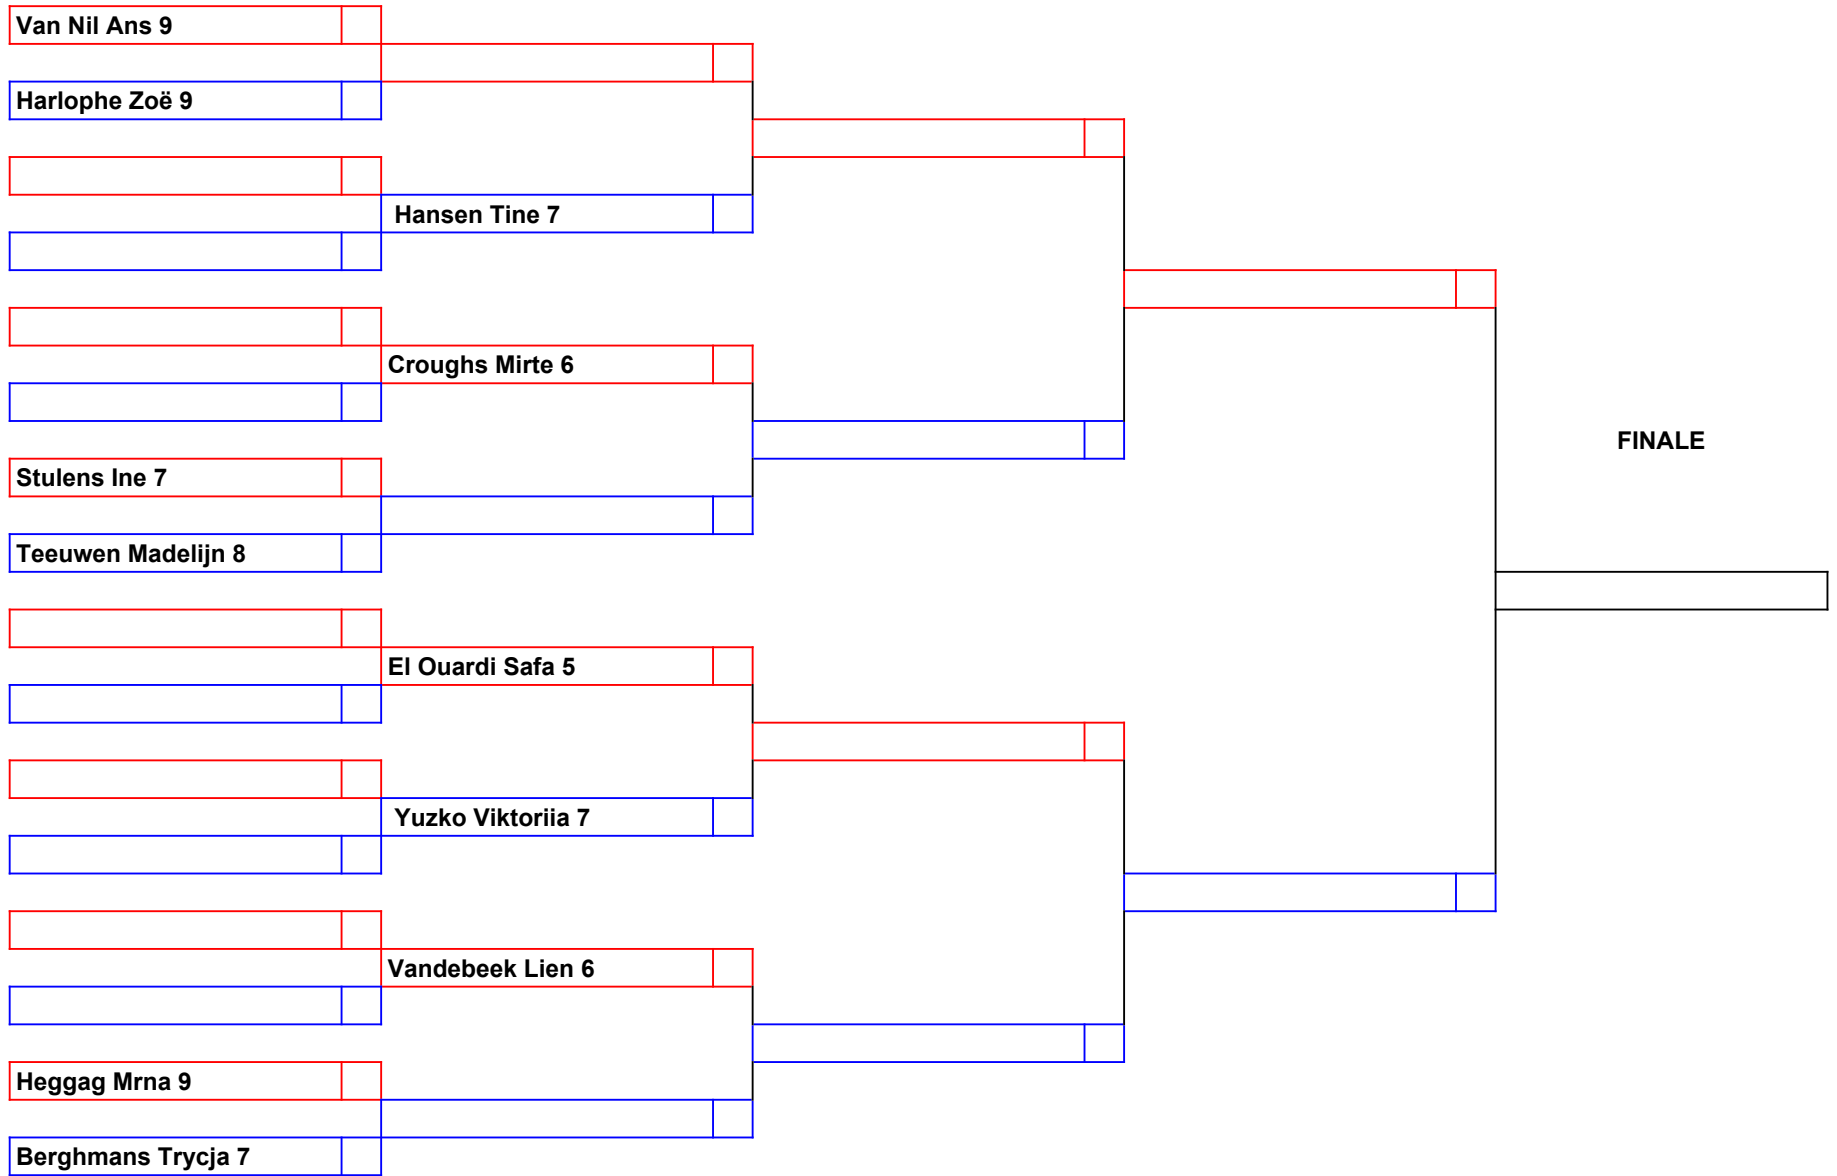 Van Nil Ans 9
Harlophe Zoë 9
Hansen Tine 7
Croughs Mirte 6
FINALE
Stulens Ine 7
Teeuwen Madelijn 8
El Ouardi Safa 5
Yuzko Viktoriia 7
Vandebeek Lien 6
Heggag Mrna 9
Berghmans Trycja 7